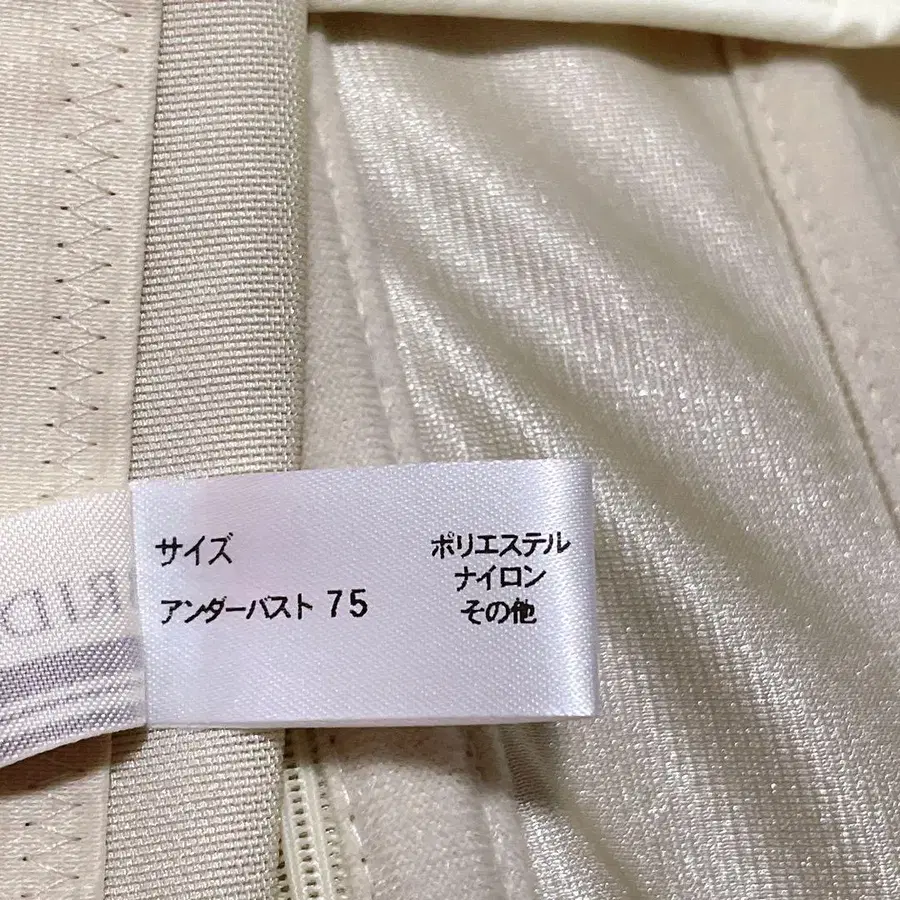 サイズ
アンダーバスト 75
ポリエステル
ナイロン
その他